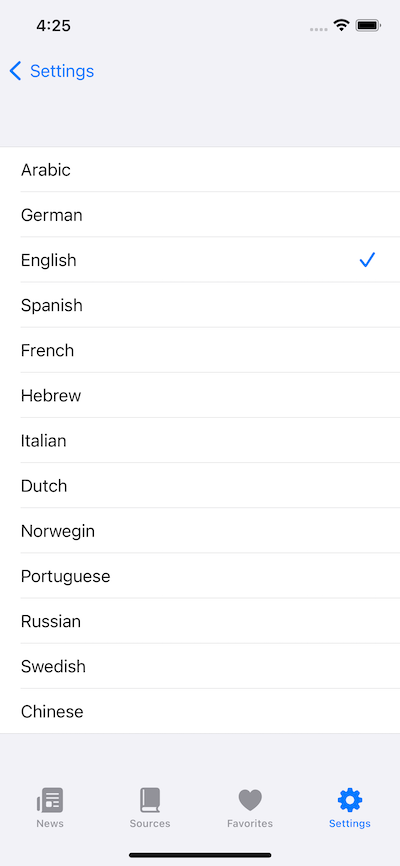 4:25
Settings
Arabic
German
English
Spanish
French
Hebrew
Italian
Dutch
Norwegin
Portuguese
Russian
Swedish
Chinese
News Sources Favorites Settings